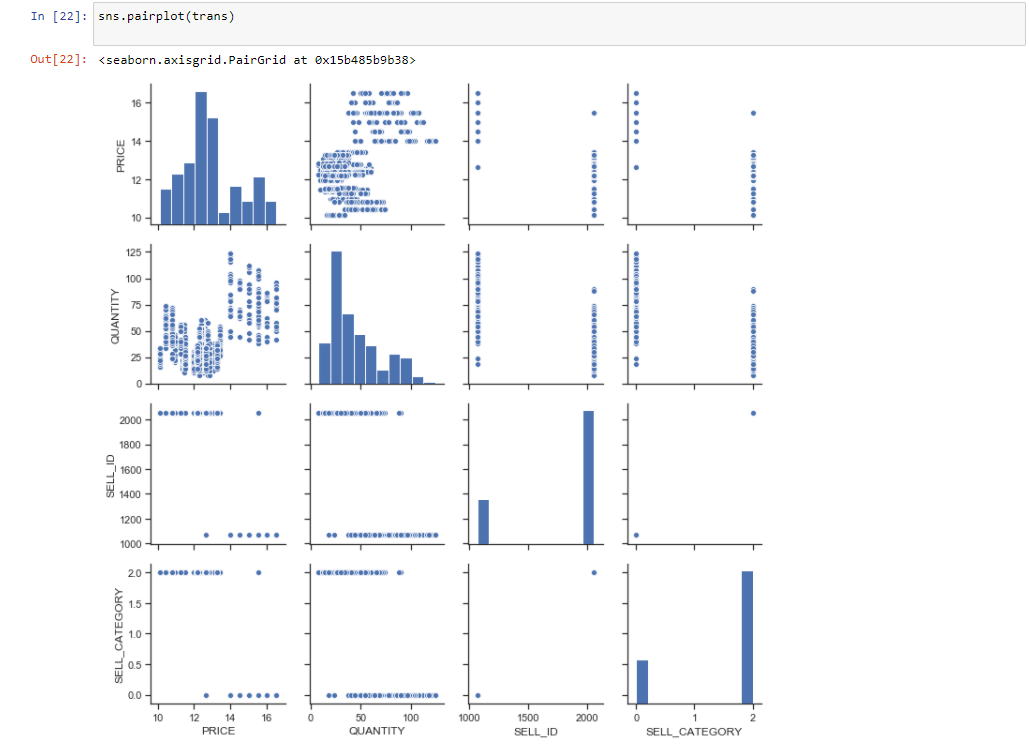 In [22]: sns.pairplot(trans)
Out[22]: <seaborn.axisgrid.PairGrid at 0x15b485b9b38>
PRICE
16
14
12
10
QUANTITY
125
100
75
50
25
0
SELL_ID
2000
1800
1600
1400
1200
1000
SELL_CATEGORY
2.0
1.5
1.0
0.5
0.0
10 12 14 16 0 50 100 1000 1500 2000 0 1 2
PRICE QUANTITY SELL_ID SELL_CATEGORY